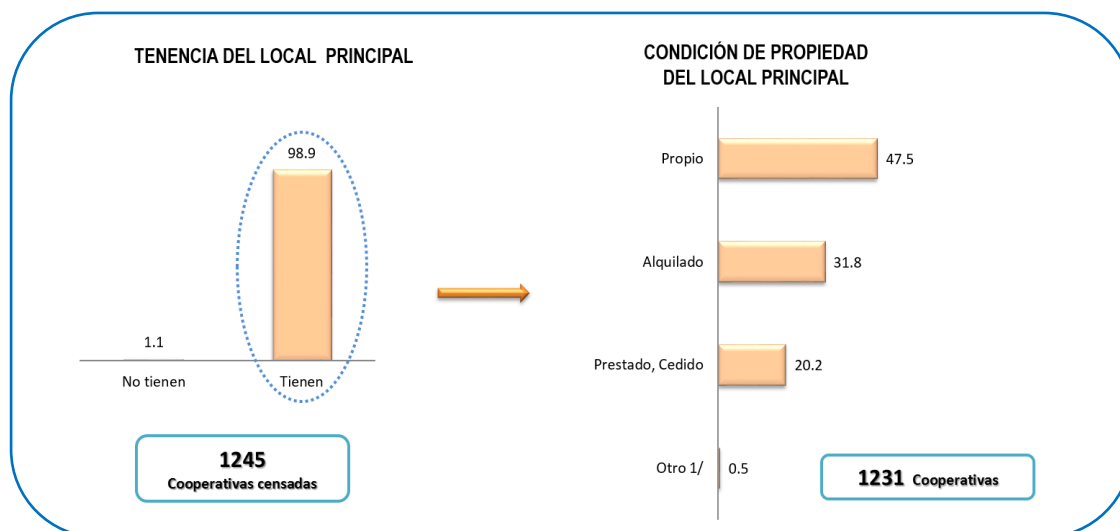 TENENCIA DEL LOCAL PRINCIPAL
98.9
1.1
No tienen
Tienen
1245
Cooperativas censadas
CONDICIÓN DE PROPIEDAD
DEL LOCAL PRINCIPAL
Propio
47.5
Alquilado
31.8
Prestado, Cedido
20.2
Otro 1/
0.5
1231 Cooperativas